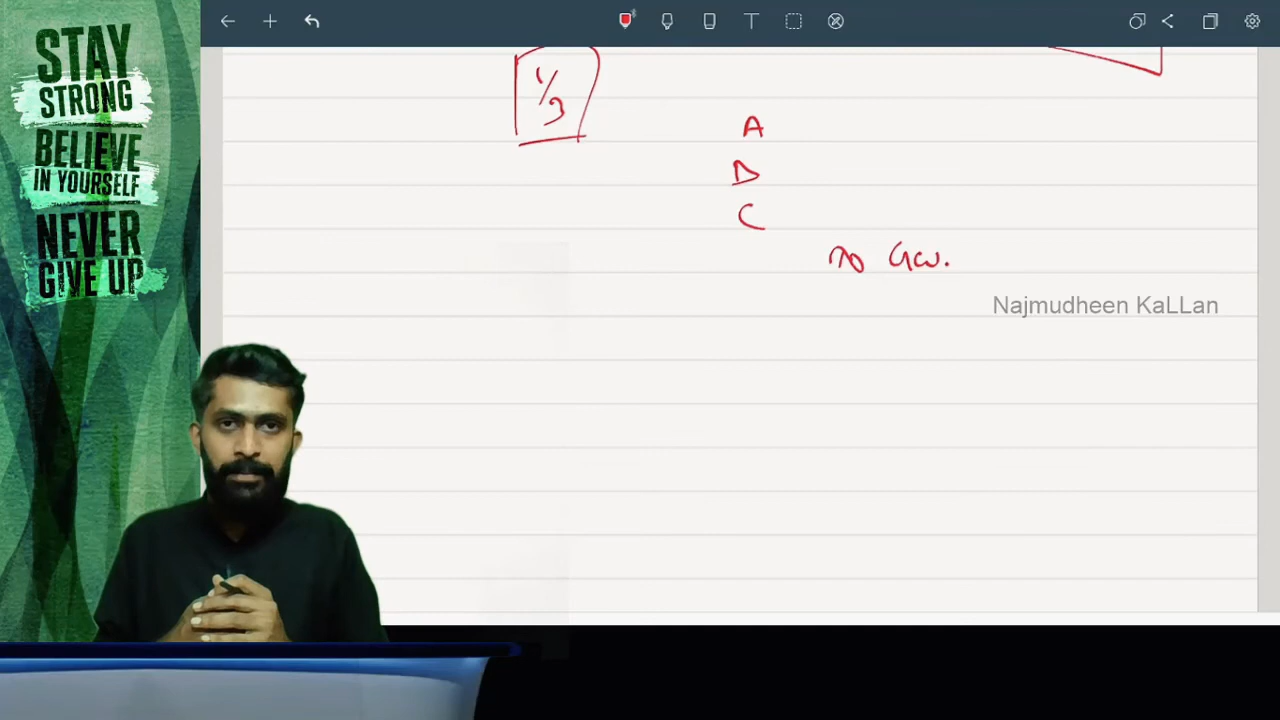 STAY
STRONG
BELIEVE
IN YOURSELF
NEVER
GIVE UP
1/3
A
D
C
Najmudheen KaLLan